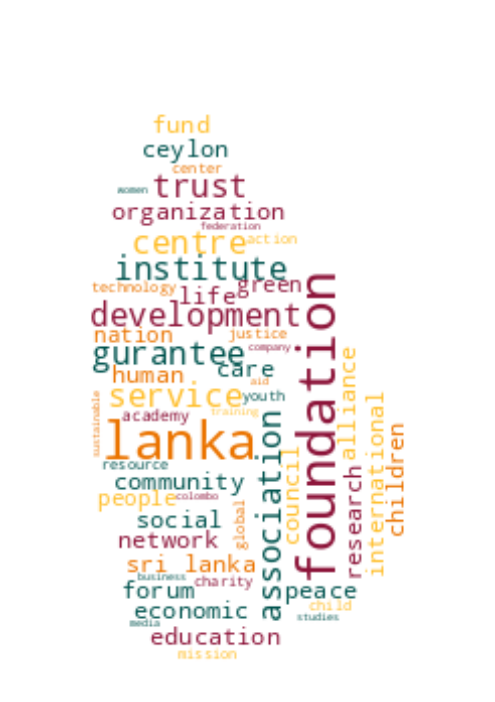 fund
ceylon
center
women
trust
organization
federation
centre
action
institute
technology
life
green
development
nation
justice
gurantee
company
care
human
aid
service
youth
sustainable
academy
training
lanka
foundation
association
alliance
council
international
children
research
resource
community
people
colombo
social
global
network
sri lanka
business
charity
forum
peace
economic
child
media
studies
education
mission